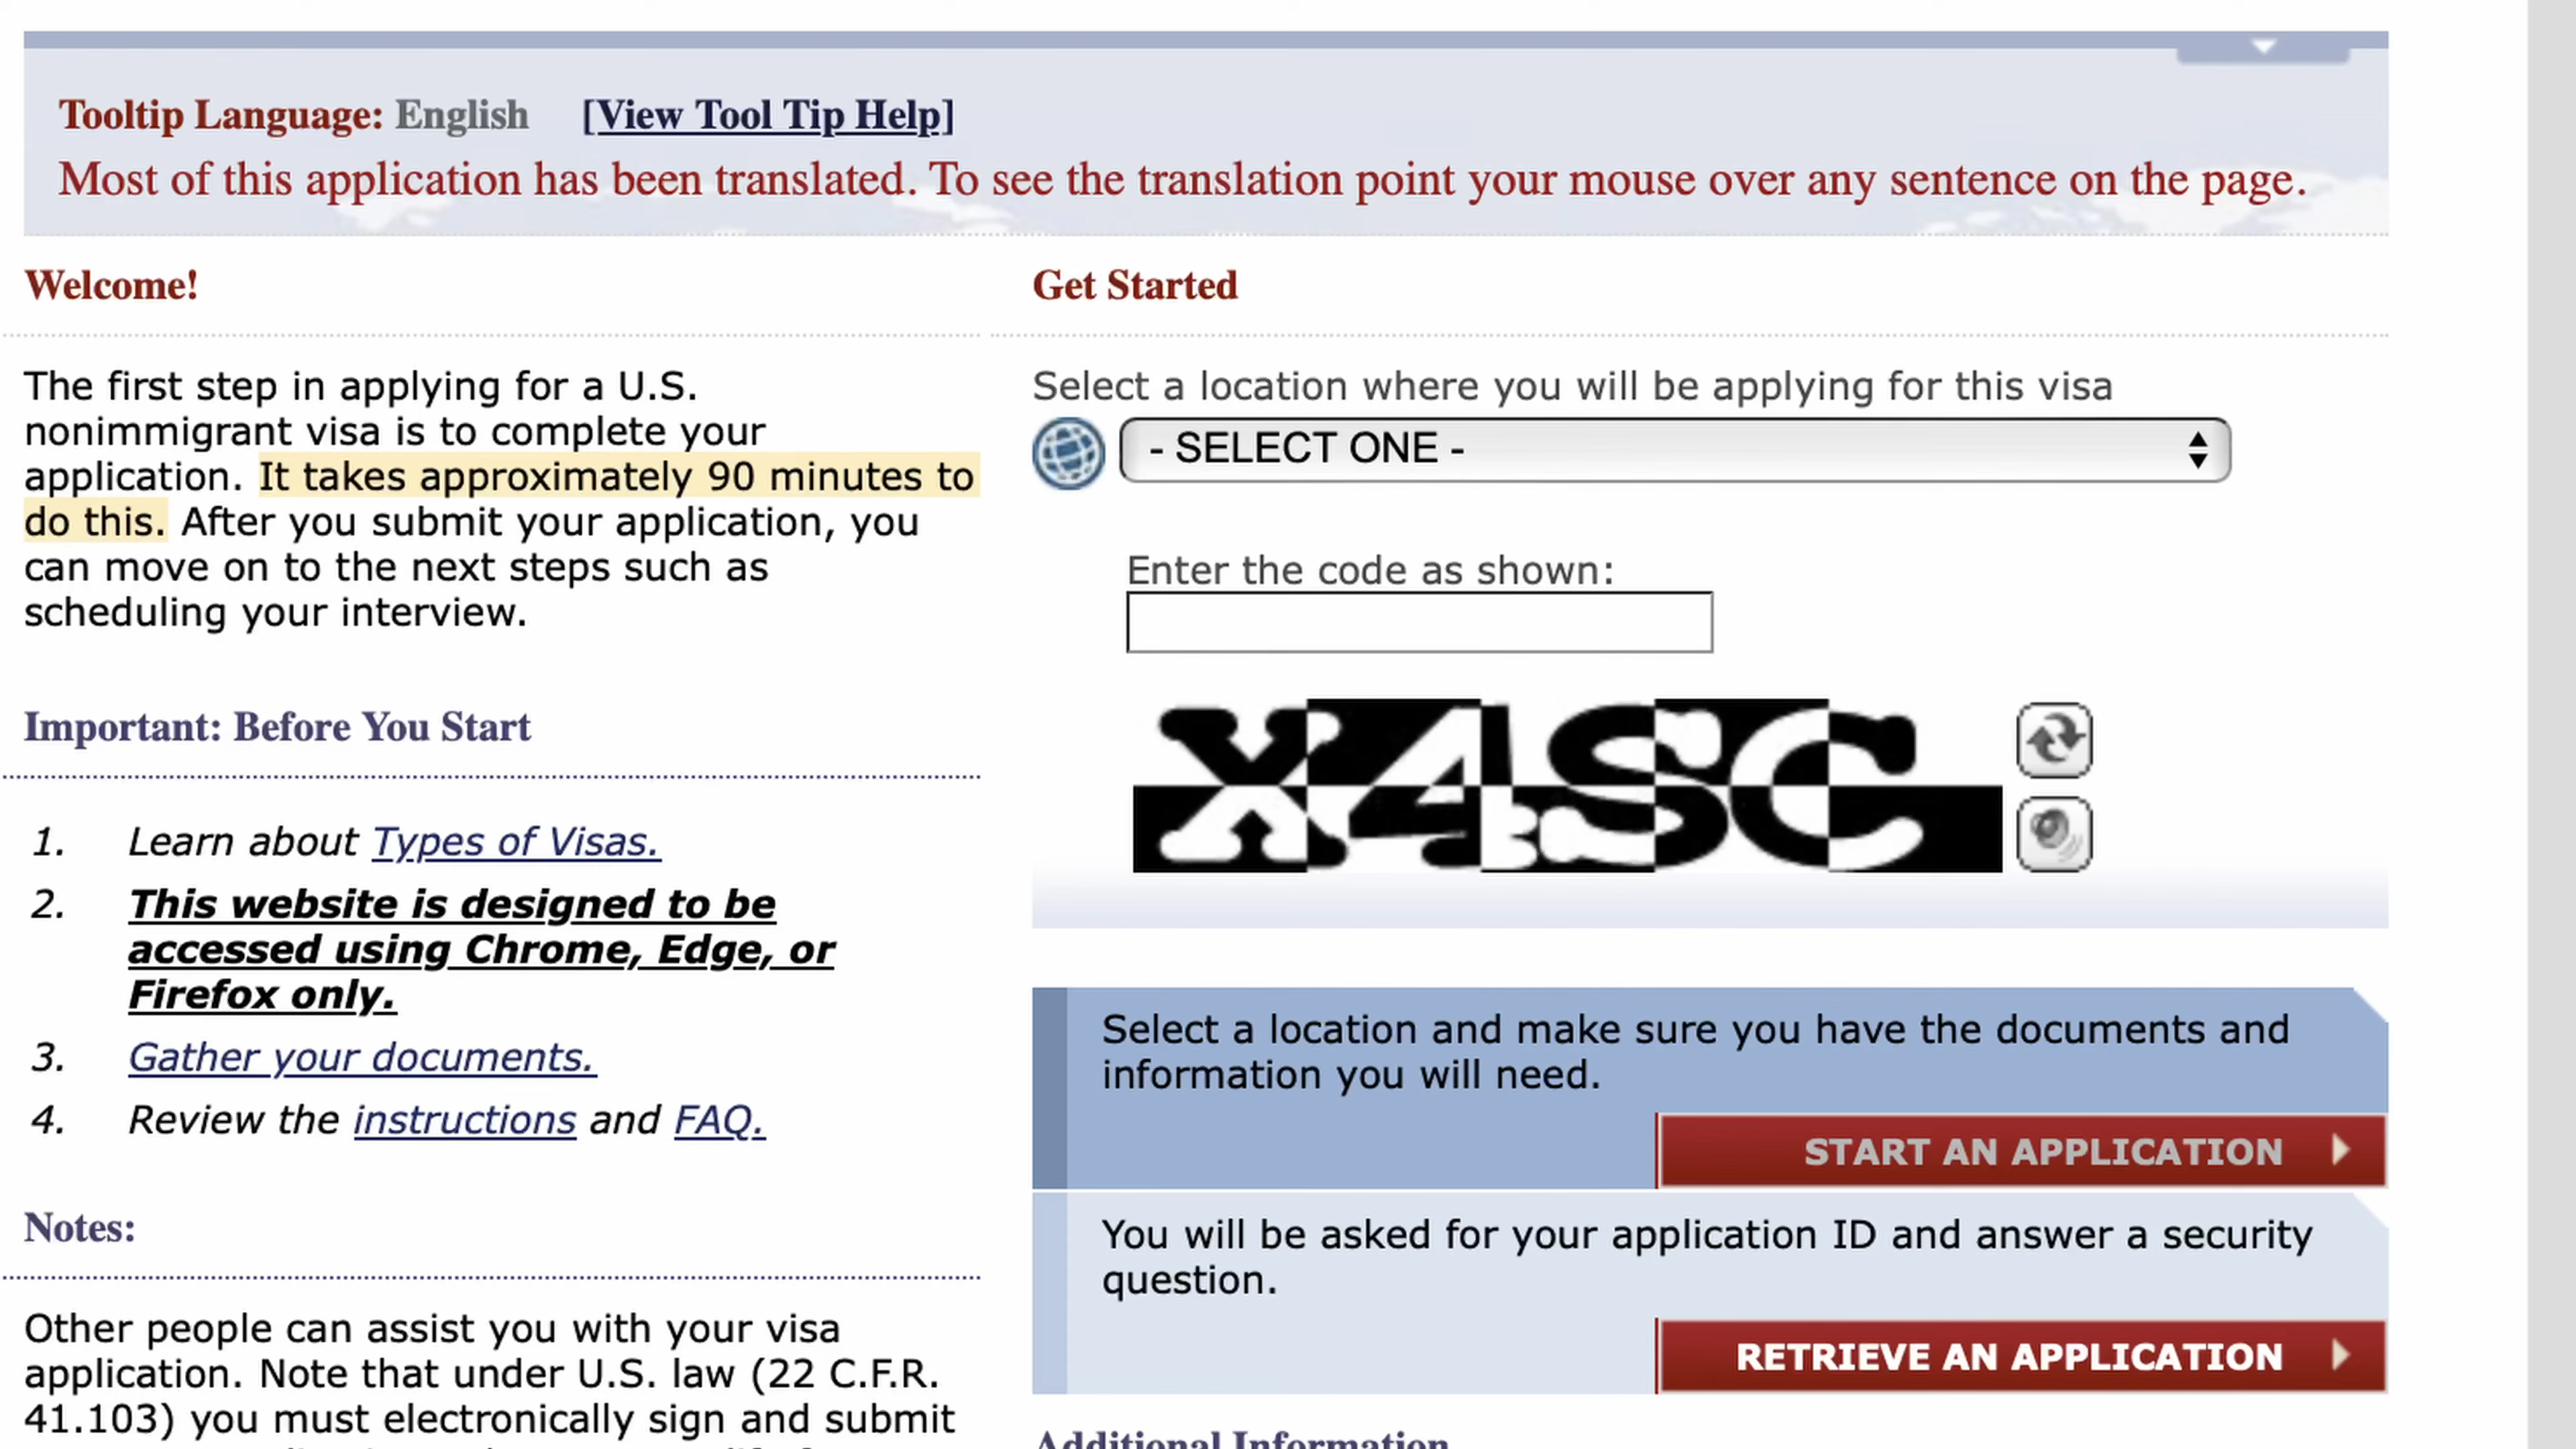 Tooltip Language: English [View Tool Tip Help]
Most of this application has been translated. To see the translation point your mouse over any sentence on the page.
Welcome!
The first step in applying for a U.S.
nonimmigrant visa is to complete your
application. It takes approximately 90 minutes to
do this. After you submit your application, you
can move on to the next steps such as
scheduling your interview.
Important: Before You Start
1. Learn about Types of Visas.
2. This website is designed to be
accessed using Chrome, Edge, or
Firefox only.
3. Gather your documents.
4. Review the instructions and FAQ.
Notes:
Other people can assist you with your visa
application. Note that under U.S. law (22 C.F.R.
41.103) you must electronically sign and submit
Get Started
Select a location where you will be applying for this visa
- SELECT ONE -
Enter the code as shown:
X4SC
Select a location and make sure you have the documents and
information you will need.
START AN APPLICATION
You will be asked for your application ID and answer a security
question.
RETRIEVE AN APPLICATION
Additional Information